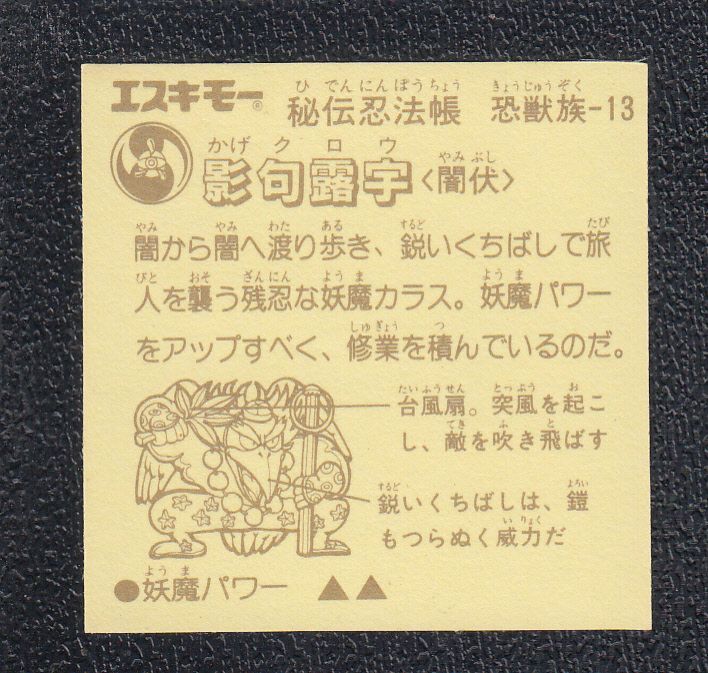 エスキモー® 秘伝忍法帳 恐獣族-13
影句露宇〈闇伏〉
闇から闇へ渡り歩き、鋭いくちばしで旅
人を襲う残忍な妖魔カラス。妖魔パワー
をアップすべく、修業を積んでいるのだ。
台風扇。突風を起こ
し、敵を吹き飛ばす
鋭いくちばしは、鎧
もつらぬく威力だ
●妖魔パワー ▲▲